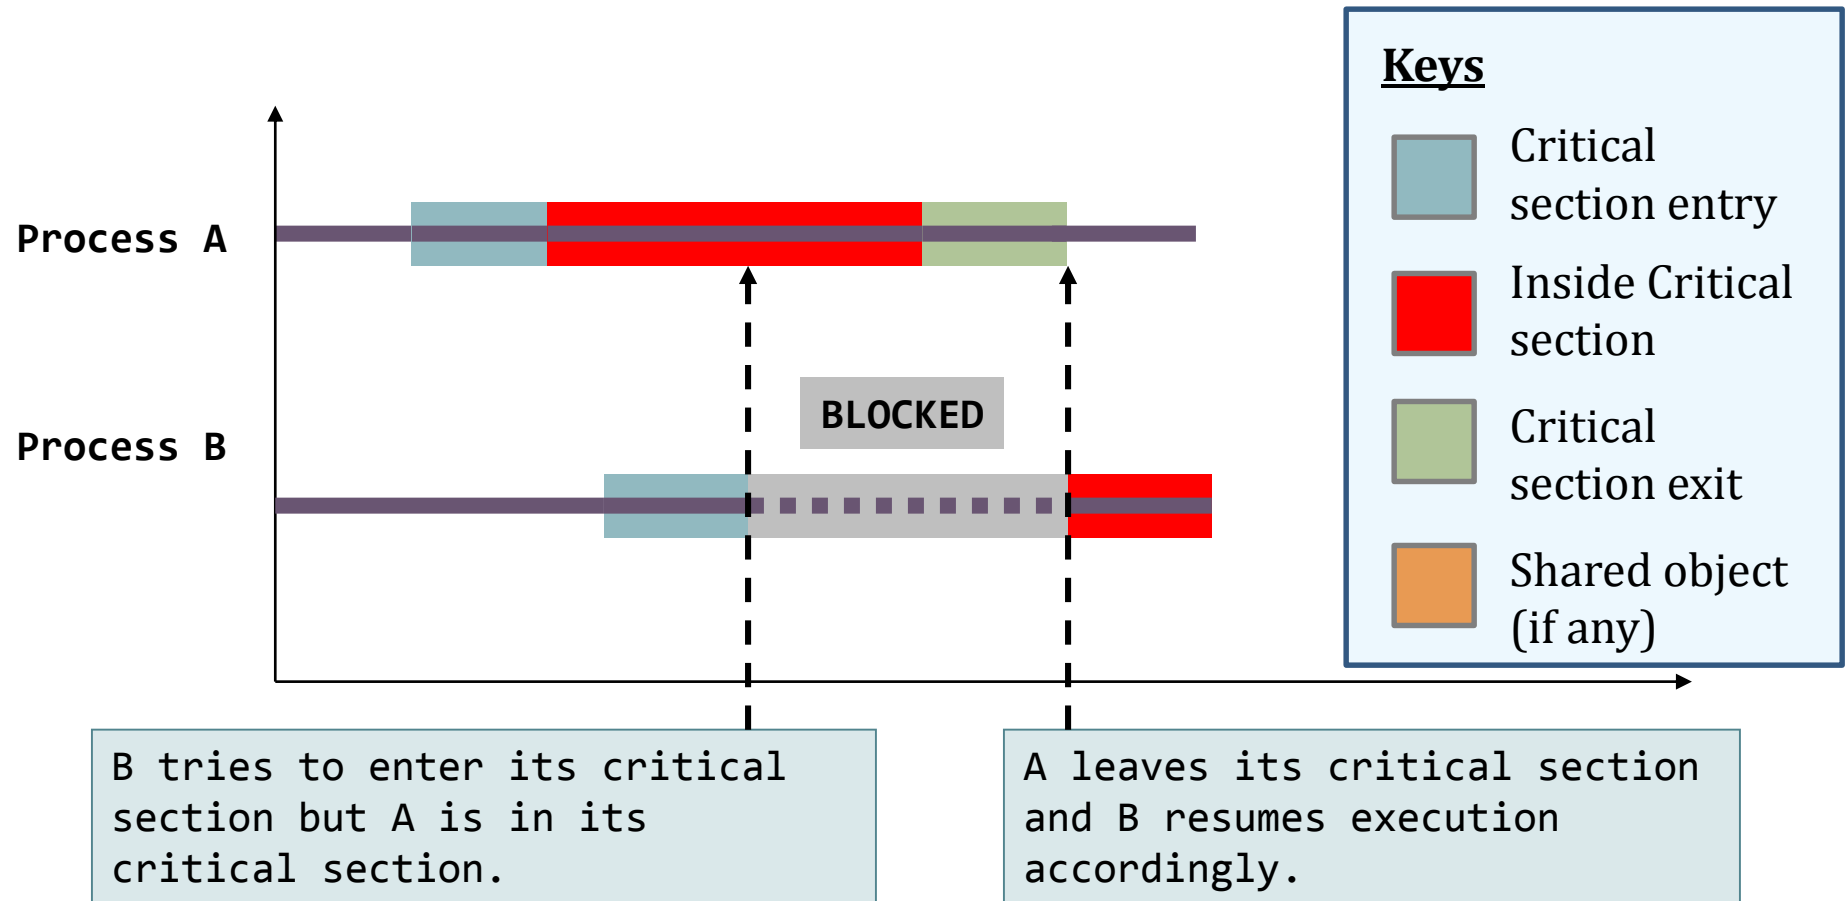 Keys
Critical
section entry
Inside Critical
section
Critical
section exit
Shared object
(if any)
Process A
BLOCKED
Process B
B tries to enter its critical
section but A is in its
critical section.
A leaves its critical section
and B resumes execution
accordingly.